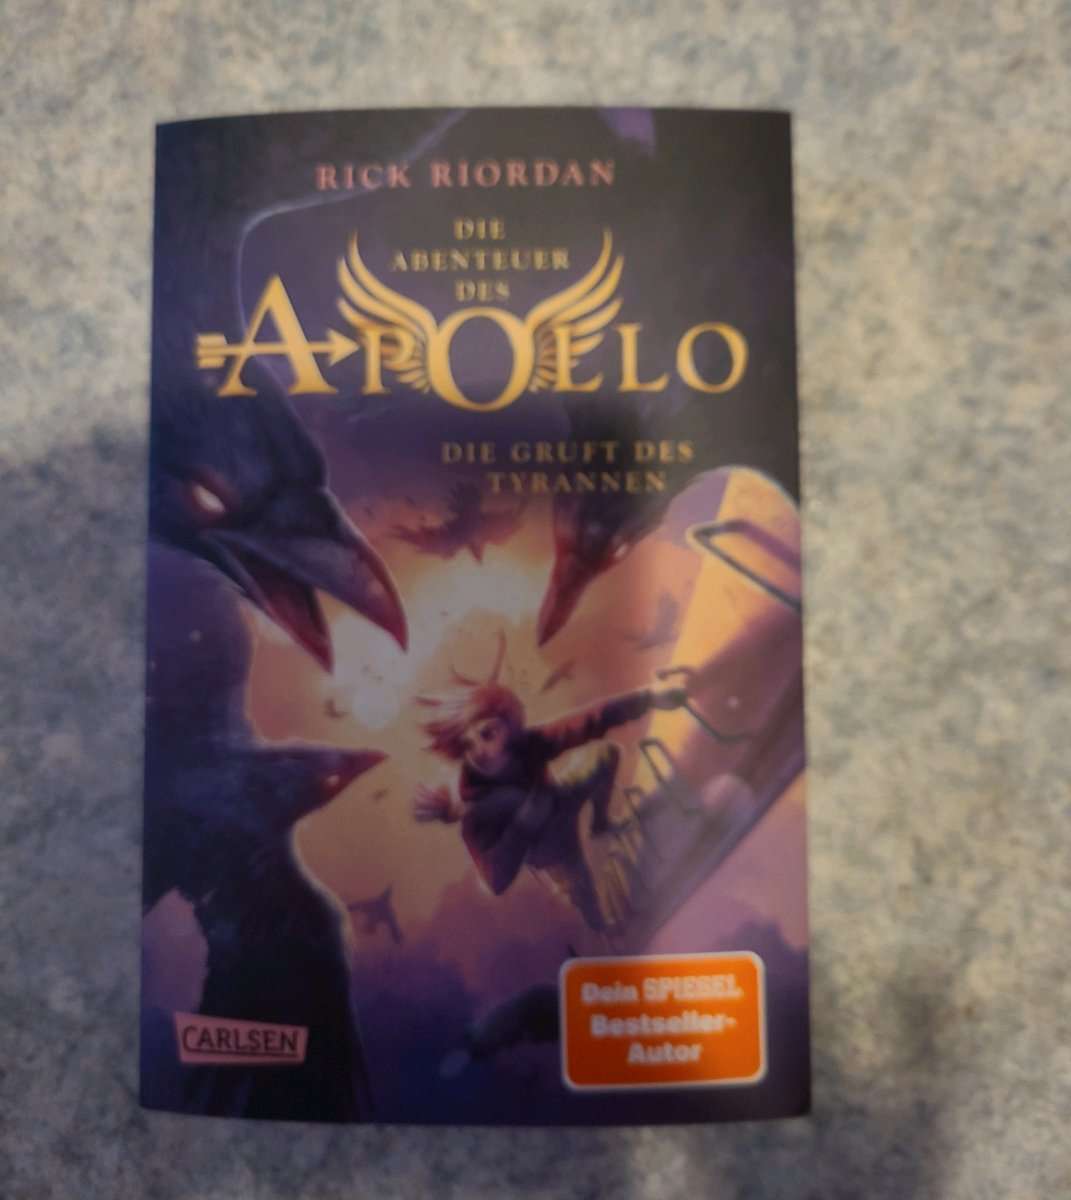 RICK RIORDAN
DIE
ABENTEUER
DES
APOLLO
DIE GRUFT DES
TYRANNEN
Dein SPIEGEL
Bestseller-
Autor
CARLSEN